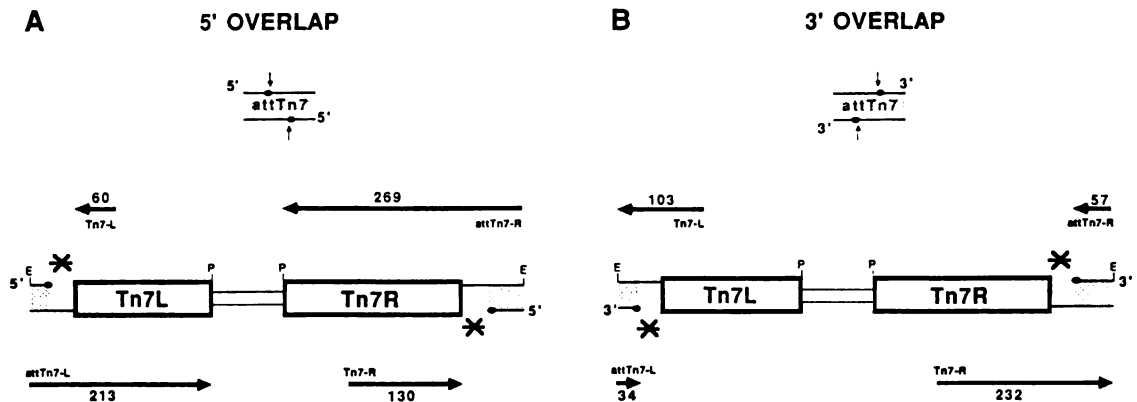 A
5' OVERLAP
5'
attTn7
5'
60
Tn7-L
269
attTn7-R
E
P
P
E
5'
Tn7L
Tn7R
5'
attTn7-L
213
Tn7-R
130
B
3' OVERLAP
3'
attTn7
3'
103
Tn7-L
57
attTn7-R
E
P
P
E
3'
Tn7L
Tn7R
3'
attTn7-L
34
Tn7-R
232